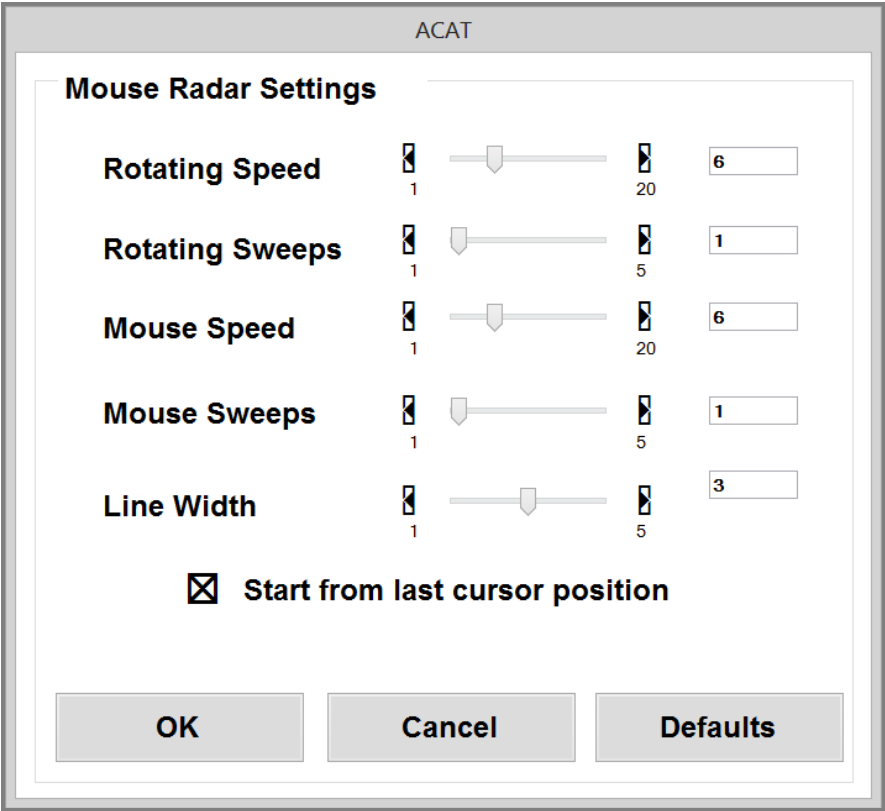 ACAT
Mouse Radar Settings
Rotating Speed
6
1
20
Rotating Sweeps
1
1
5
Mouse Speed
6
1
20
Mouse Sweeps
1
1
5
Line Width
3
1
5
Start from last cursor position
OK
Cancel
Defaults